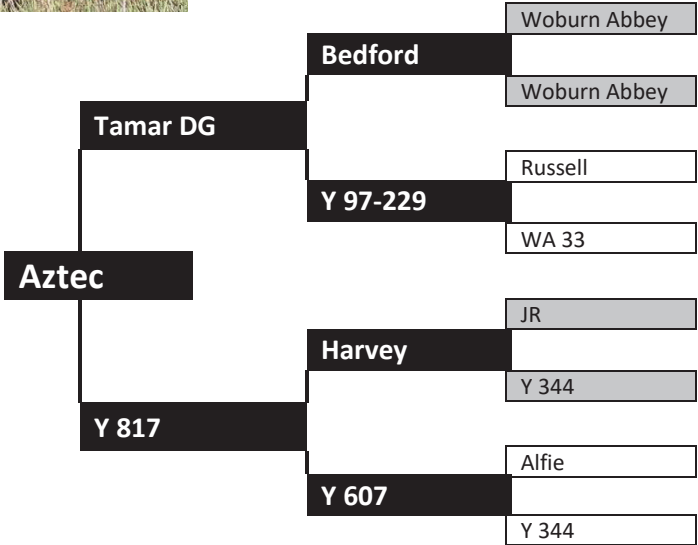 Woburn Abbey
Bedford
Woburn Abbey
Tamar DG
Russell
Y 97-229
WA 33
Aztec
JR
Harvey
Y 344
Y 817
Alfie
Y 607
Y 344